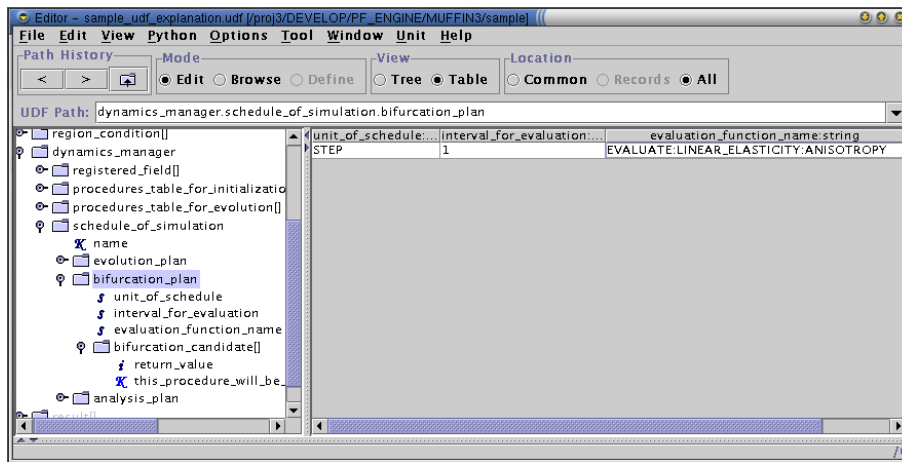 Editor - sample_udf_explanation.udf [/proj3/DEVELOP/PF_ENGINE/MUFFIN3/sample]
File Edit View Python Options Tool Window Unit Help
Path History Mode View Location
< > Edit Browse Define Tree Table Common Records All
UDF Path: dynamics_manager.schedule_of_simulation.bifurcation_plan
region_condition[]
dynamics_manager
registered_field[]
procedures_table_for_initializatio
procedures_table_for_evolution[]
schedule_of_simulation
K name
evolution_plan
bifurcation_plan
s unit_of_schedule
s interval_for_evaluation
s evaluation_function_name
bifurcation_candidate[]
i return_value
K this_procedure_will_be_
analysis_plan
result[]
unit_of_schedule:... interval_for_evaluation:... evaluation_function_name:string
STEP 1 EVALUATE:LINEAR_ELASTICITY:ANISOTROPY